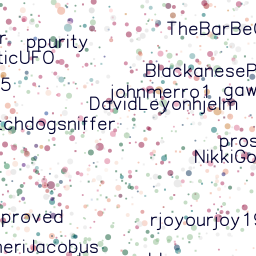 TheBarBe
ppurity
ticUFO
BlackaneseP
5
johnmerro1 gaw
DavidLeyonhjelm
tchdogsniffer
pros
NikkiGo
proved
rjoyourjoy19
neriJacobus